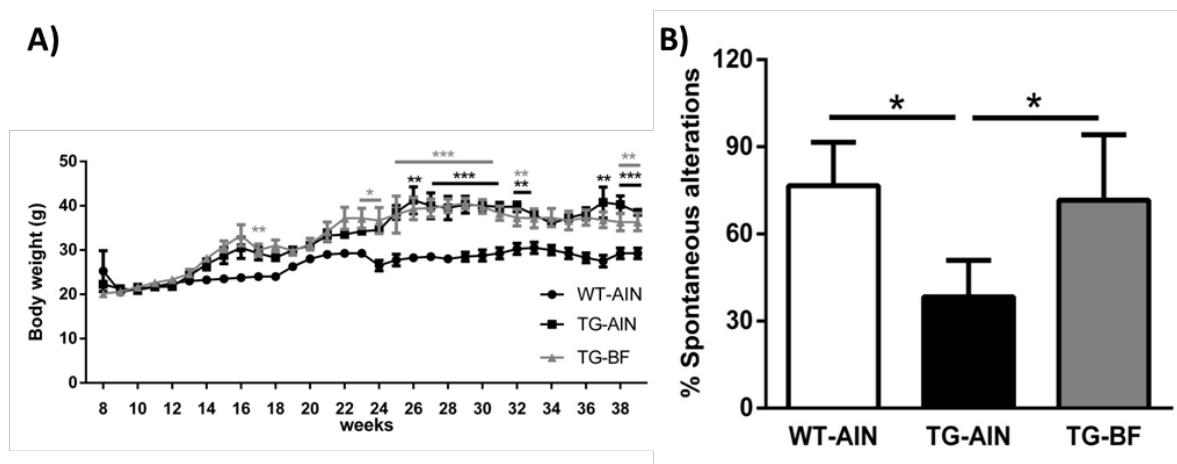 A)
50
40
30
20
10
0
Body weight (g)
**
*
***
**
***
**
**
**
**
***
WT-AIN
TG-AIN
TG-BF
8 10 12 14 16 18 20 22 24 26 28 30 32 34 36 38
weeks
B)
120
90
60
30
0
% Spontaneous alterations
* *
WT-AIN TG-AIN TG-BF